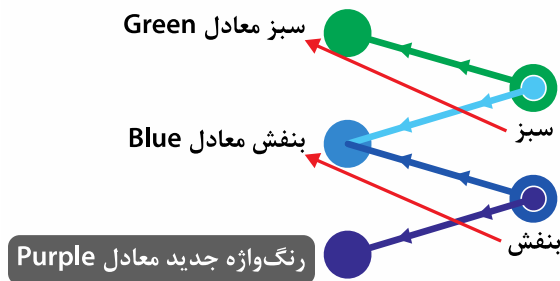 سبز معادل Green
سبز
بنفش معادل Blue
بنفش
رنگ‌واژه جدید معادل Purple